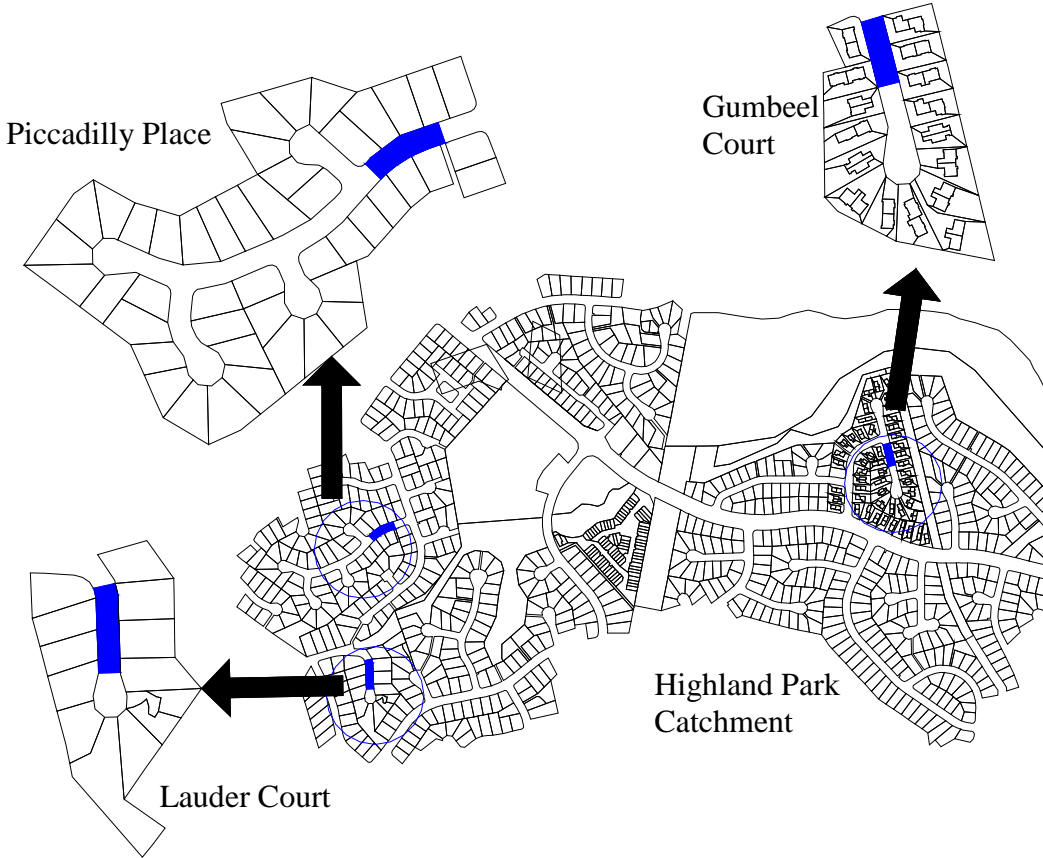 Piccadilly Place
Gumbeel
Court
Highland Park
Catchment
Lauder Court